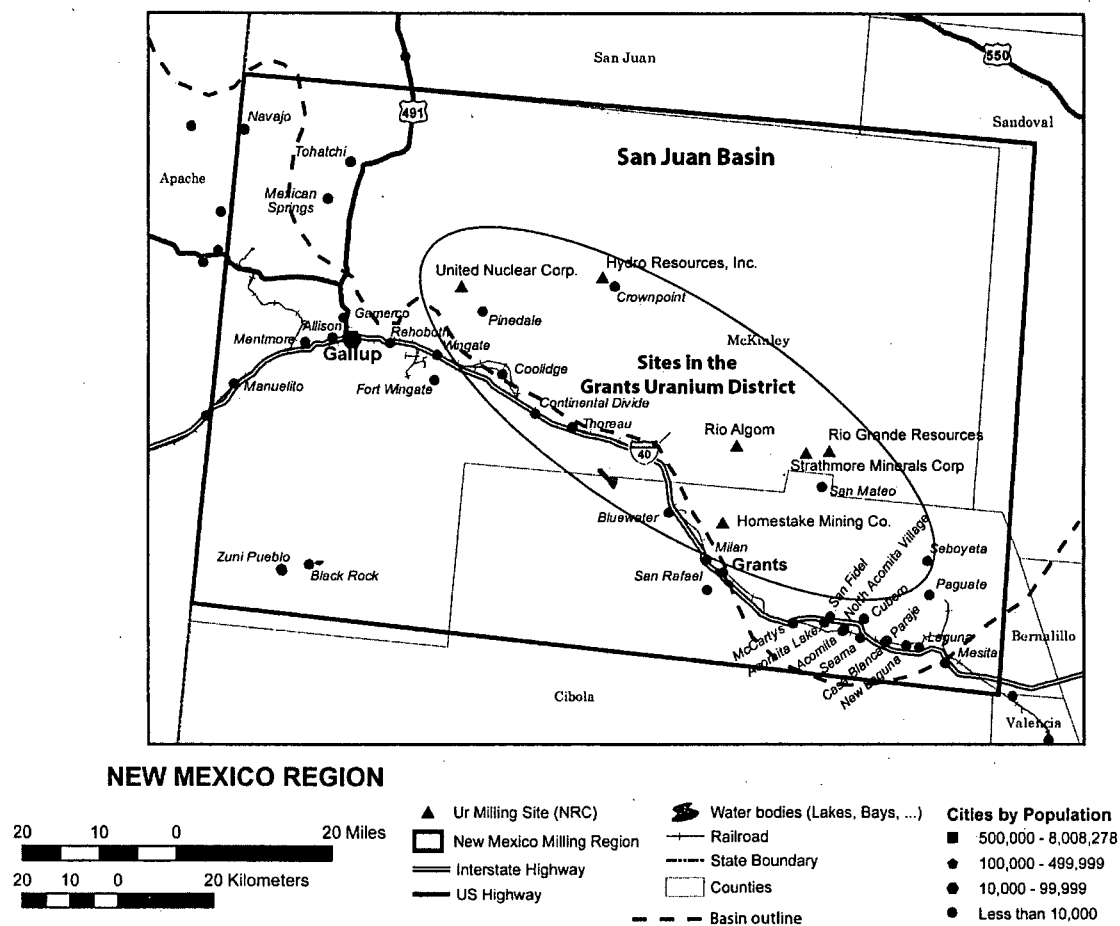 San Juan
550
491
Sandoval
Navajo
San Juan Basin
Tohatchi
Apache
Mexican
Springs
United Nuclear Corp.
Hydro Resources, Inc.
Crownpoint
Pinedale
Gamerco
Allison
Rehoboth
Mentmore
Wingate
McKinley
Gallup
Sites in the
Grants Uranium District
Coolidge
Fort Wingate
Manuelito
Continental Divide
Thoreau
Rio Algom
Rio Grande Resources
40
Strathmore Minerals Corp
San Mateo
Bluewater
Homestake Mining Co.
Milan
Seboyeta
Zuni Pueblo
Grants
Black Rock
San Rafael
San Fidel
North Acomita Village
Cubero
Paguate
Paraje
McCartys
Acomita Lake
Acomita
Seama
Casa Blanca
New Laguna
Laguna
Mesita
Bernalillo
Cibola
Valencia
NEW MEXICO REGION
20 10 0 20 Miles
20 10 0 20 Kilometers
Ur Milling Site (NRC)
New Mexico Milling Region
Interstate Highway
US Highway
Water bodies (Lakes, Bays, ...)
Railroad
State Boundary
Counties
Basin outline
Cities by Population
500,000 - 8,008,278
100,000 - 499,999
10,000 - 99,999
Less than 10,000